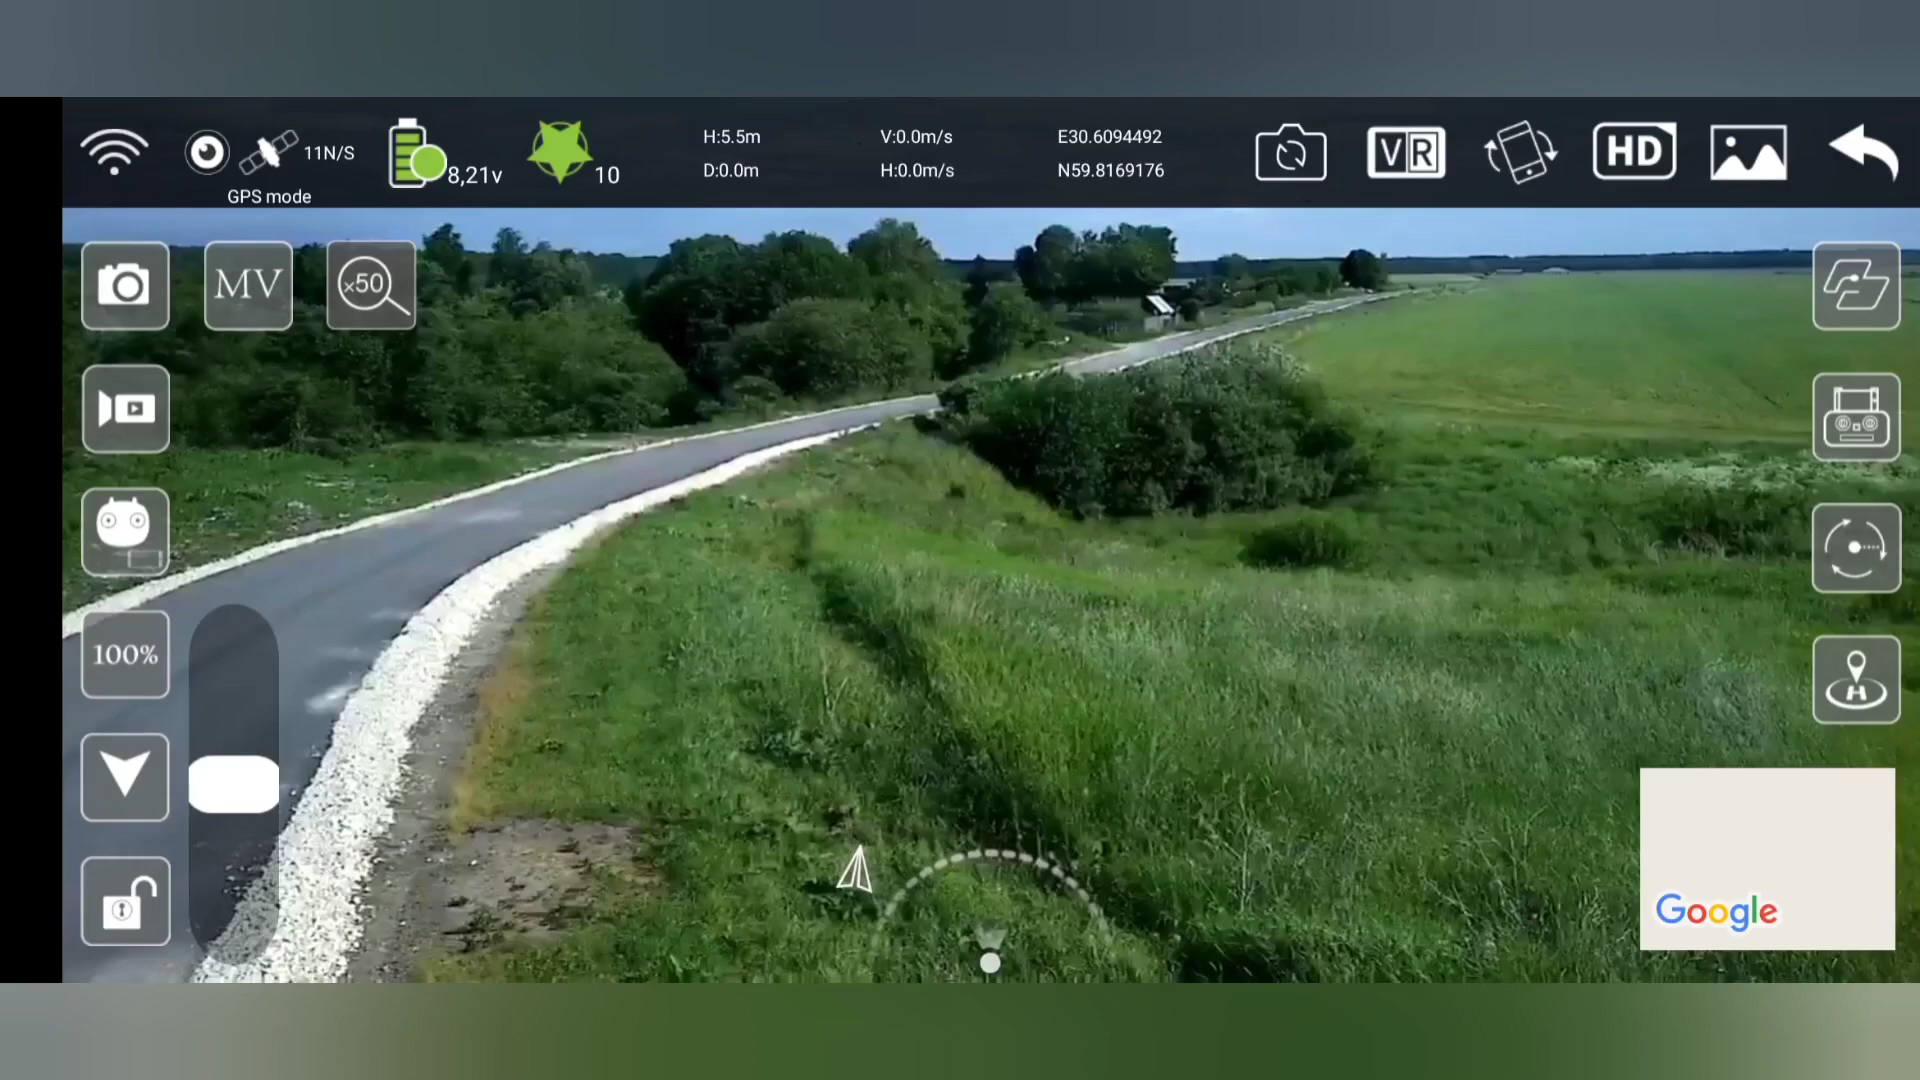 11N/S
GPS mode
8,21v
10
H:5.5m
D:0.0m
V:0.0m/s
H:0.0m/s
E30.6094492
N59.8169176
VR
HD
MV
×50
100%
H
Google